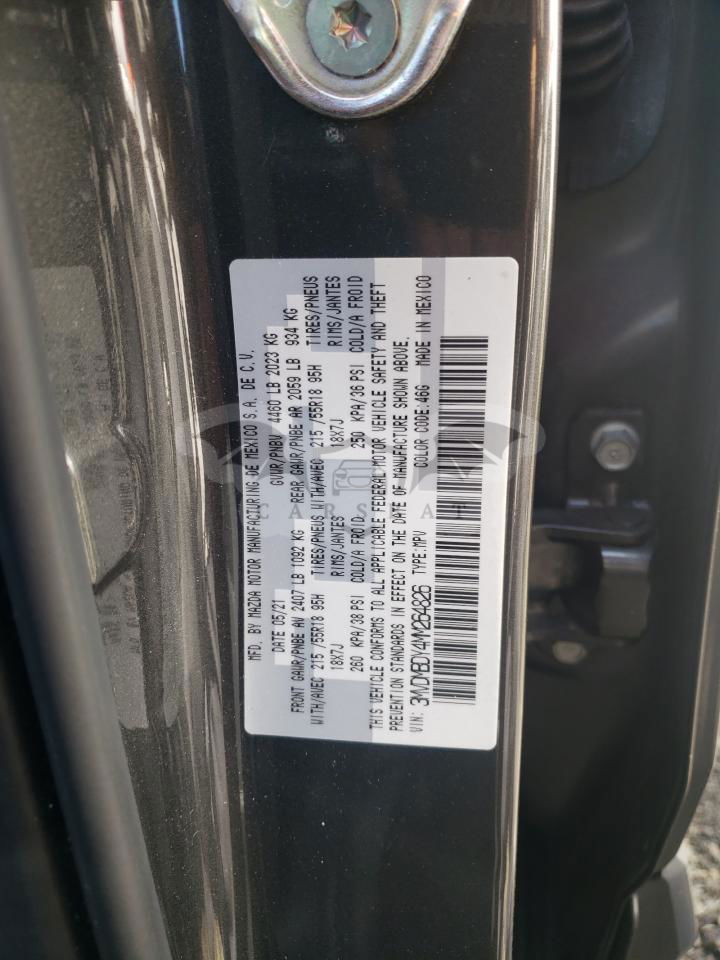 MFD. BY MAZDA MOTOR MANUFACTURING DE MEXICO S.A. DE C.V.
DATE 05/21 GVWR/PNBV 4460 LB 2023 KG
FRONT GAWR/PNBE AV 2407 LB 1092 KG REAR GAWR/PNBE AR 2059 LB 934 KG
WITH/AVEC 215/55R18 95H TIRES/PNEUS WITH/AVEC 215/55R18 95H TIRES/PNEUS
18X7J RIMS/JANTES 18X7J RIMS/JANTES
260 KPA/38 PSI COLD/A FROID 250 KPA/36 PSI COLD/A FROID
THIS VEHICLE CONFORMS TO ALL APPLICABLE FEDERAL MOTOR VEHICLE SAFETY AND THEFT
PREVENTION STANDARDS IN EFFECT ON THE DATE OF MANUFACTURE SHOWN ABOVE.
VIN: 3MVDMBDY4MM264826 TYPE:MPV COLOR CODE:46G MADE IN MEXICO